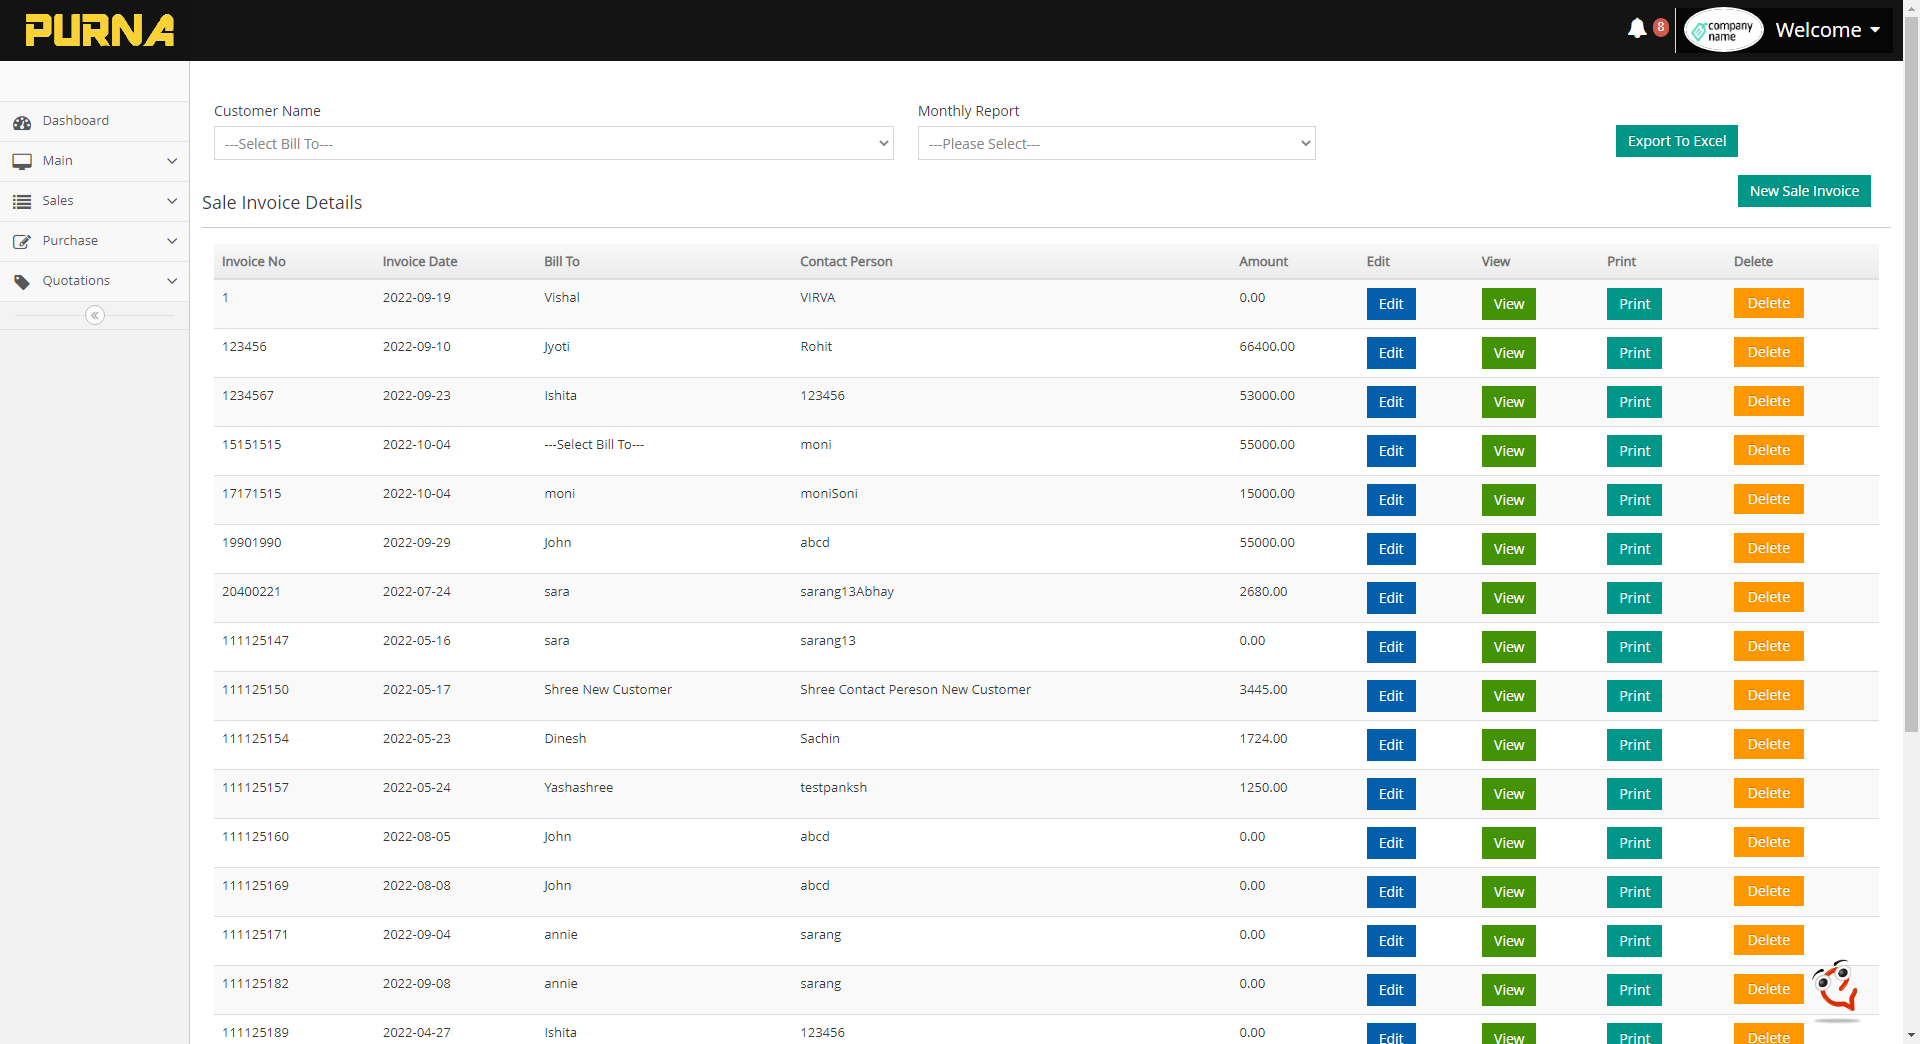 PURNA
8
company name
Welcome
Dashboard
Main
Sales
Purchase
Quotations
Customer Name
Monthly Report
---Select Bill To---
---Please Select---
Export To Excel
New Sale Invoice
Sale Invoice Details
Invoice No Invoice Date Bill To Contact Person Amount Edit View Print Delete
1 2022-09-19 Vishal VIRVA 0.00 Edit View Print Delete
123456 2022-09-10 Jyoti Rohit 66400.00 Edit View Print Delete
1234567 2022-09-23 Ishita 123456 53000.00 Edit View Print Delete
15151515 2022-10-04 ---Select Bill To--- moni 55000.00 Edit View Print Delete
17171515 2022-10-04 moni moniSoni 15000.00 Edit View Print Delete
19901990 2022-09-29 John abcd 55000.00 Edit View Print Delete
20400221 2022-07-24 sara sarang13Abhay 2680.00 Edit View Print Delete
111125147 2022-05-16 sara sarang13 0.00 Edit View Print Delete
111125150 2022-05-17 Shree New Customer Shree Contact Pereson New Customer 3445.00 Edit View Print Delete
111125154 2022-05-23 Dinesh Sachin 1724.00 Edit View Print Delete
111125157 2022-05-24 Yashashree testpanksh 1250.00 Edit View Print Delete
111125160 2022-08-05 John abcd 0.00 Edit View Print Delete
111125169 2022-08-08 John abcd 0.00 Edit View Print Delete
111125171 2022-09-04 annie sarang 0.00 Edit View Print Delete
111125182 2022-09-08 annie sarang 0.00 Edit View Print Delete
111125189 2022-04-27 Ishita 123456 0.00 Edit View Print Delete